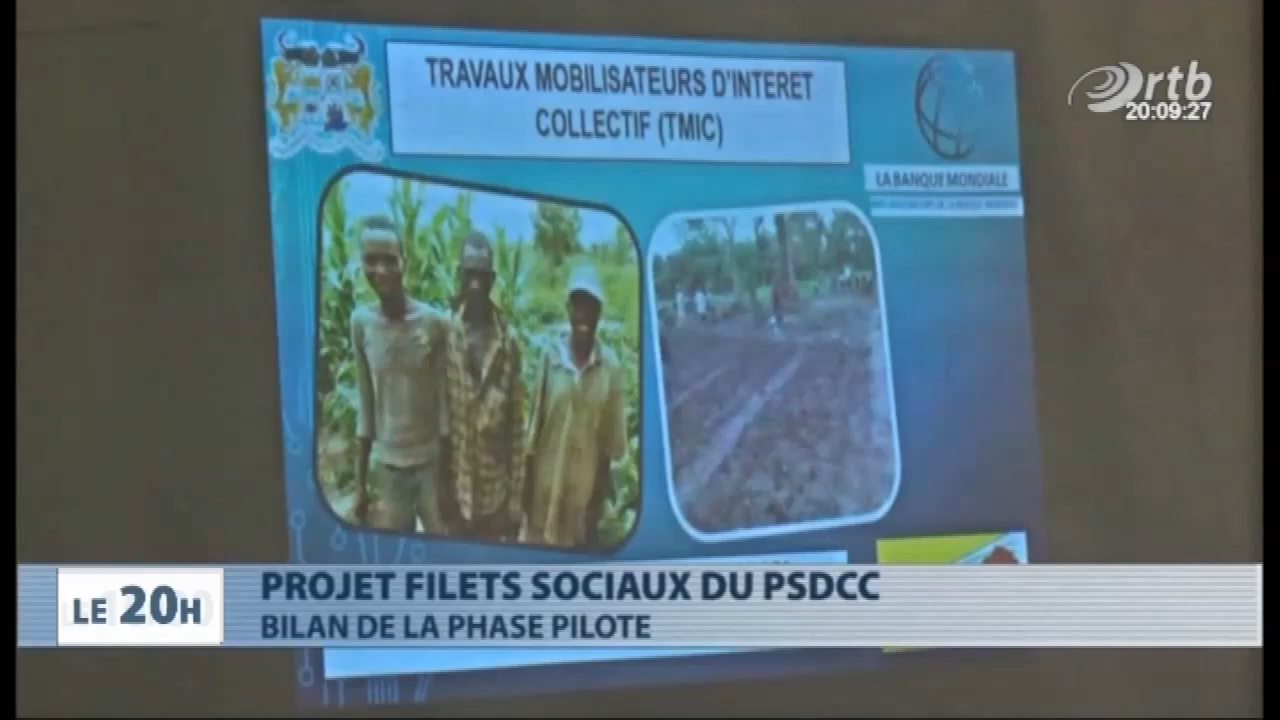 TRAVAUX MOBILISATEURS D'INTERET
COLLECTIF (TMIC)
rtb
20:09:27
LA BANQUE MONDIALE
LE 20H
PROJET FILETS SOCIAUX DU PSDCC
BILAN DE LA PHASE PILOTE